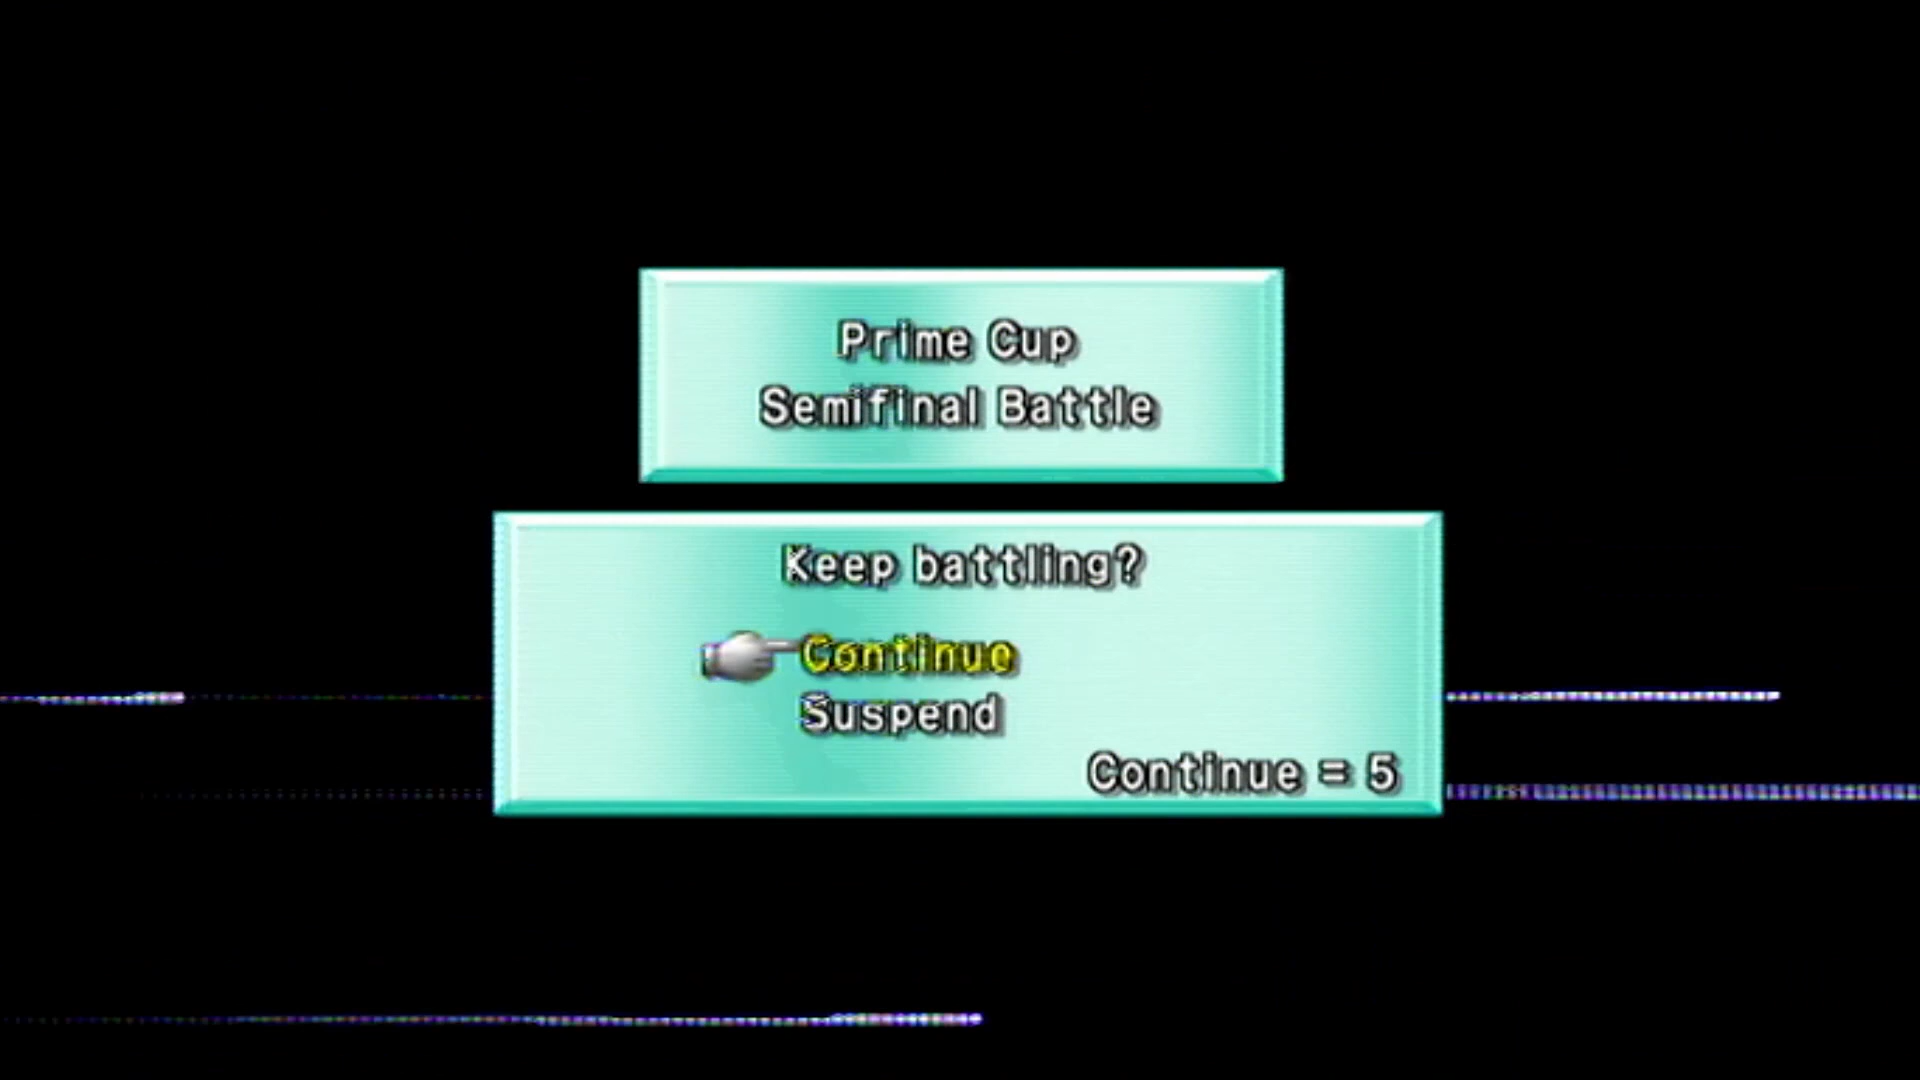 Prime Cup
Semifinal Battle
Keep battling?
Continue
Suspend
Continue = 5